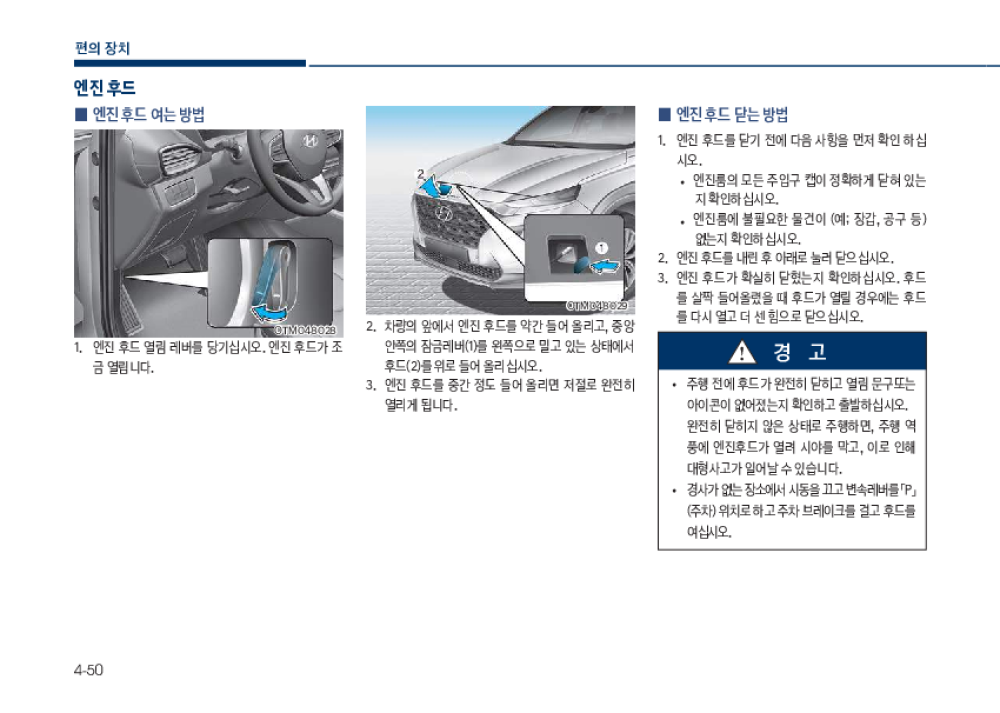 편의 장치
엔진 후드
■ 엔진 후드 여는 방법
OTM048028
1. 엔진 후드 열림 레버를 당기십시오. 엔진 후드가 조
금 열립니다.
2
1
OTM048029
2. 차량의 앞에서 엔진 후드를 약간 들어 올리고, 중앙
안쪽의 잠금레버(1)를 왼쪽으로 밀고 있는 상태에서
후드(2)를 위로 들어 올리십시오.
3. 엔진 후드를 중간 정도 들어 올리면 저절로 완전히
열리게 됩니다.
■ 엔진 후드 닫는 방법
1. 엔진 후드를 닫기 전에 다음 사항을 먼저 확인 하십
시오.
• 엔진룸의 모든 주입구 캡이 정확하게 닫혀 있는
지 확인하십시오.
• 엔진룸에 불필요한 물건이 (예; 장갑, 공구 등)
없는지 확인하십시오.
2. 엔진 후드를 내린 후 아래로 눌러 닫으십시오.
3. 엔진 후드가 확실히 닫혔는지 확인하십시오. 후드
를 살짝 들어올렸을 때 후드가 열릴 경우에는 후드
를 다시 열고 더 센 힘으로 닫으십시오.
경 고
• 주행 전에 후드가 완전히 닫히고 열림 문구또는
아이콘이 없어졌는지 확인하고 출발하십시오.
완전히 닫히지 않은 상태로 주행하면, 주행 역
풍에 엔진후드가 열려 시야를 막고, 이로 인해
대형사고가 일어날 수 있습니다.
• 경사가 없는 장소에서 시동을 끄고 변속레버를「P」
(주차) 위치로 하고 주차 브레이크를 걸고 후드를
여십시오.
4-50